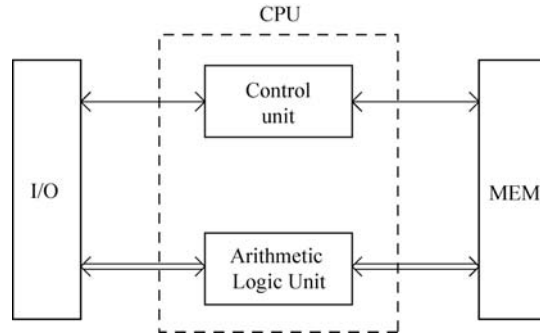 CPU
Control
unit
I/O
MEM
Arithmetic
Logic Unit